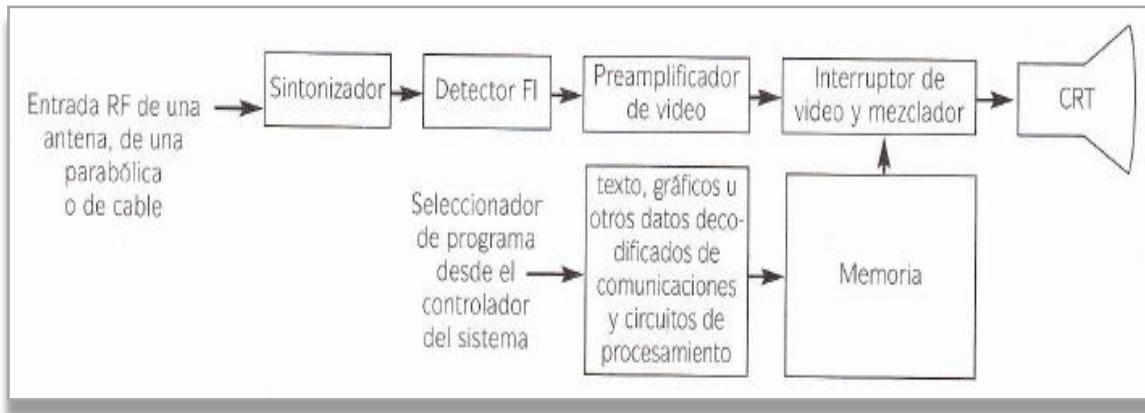 Entrada RF de una
antena, de una
parabólica
o de cable
Sintonizador
Detector FI
Preamplificador
de video
Interruptor de
video y mezclador
CRT
Seleccionador
de programa
desde el
controlador
del sistema
texto, gráficos u
otros datos deco-
dificados de
comunicaciones
y circuitos de
procesamiento
Memoria